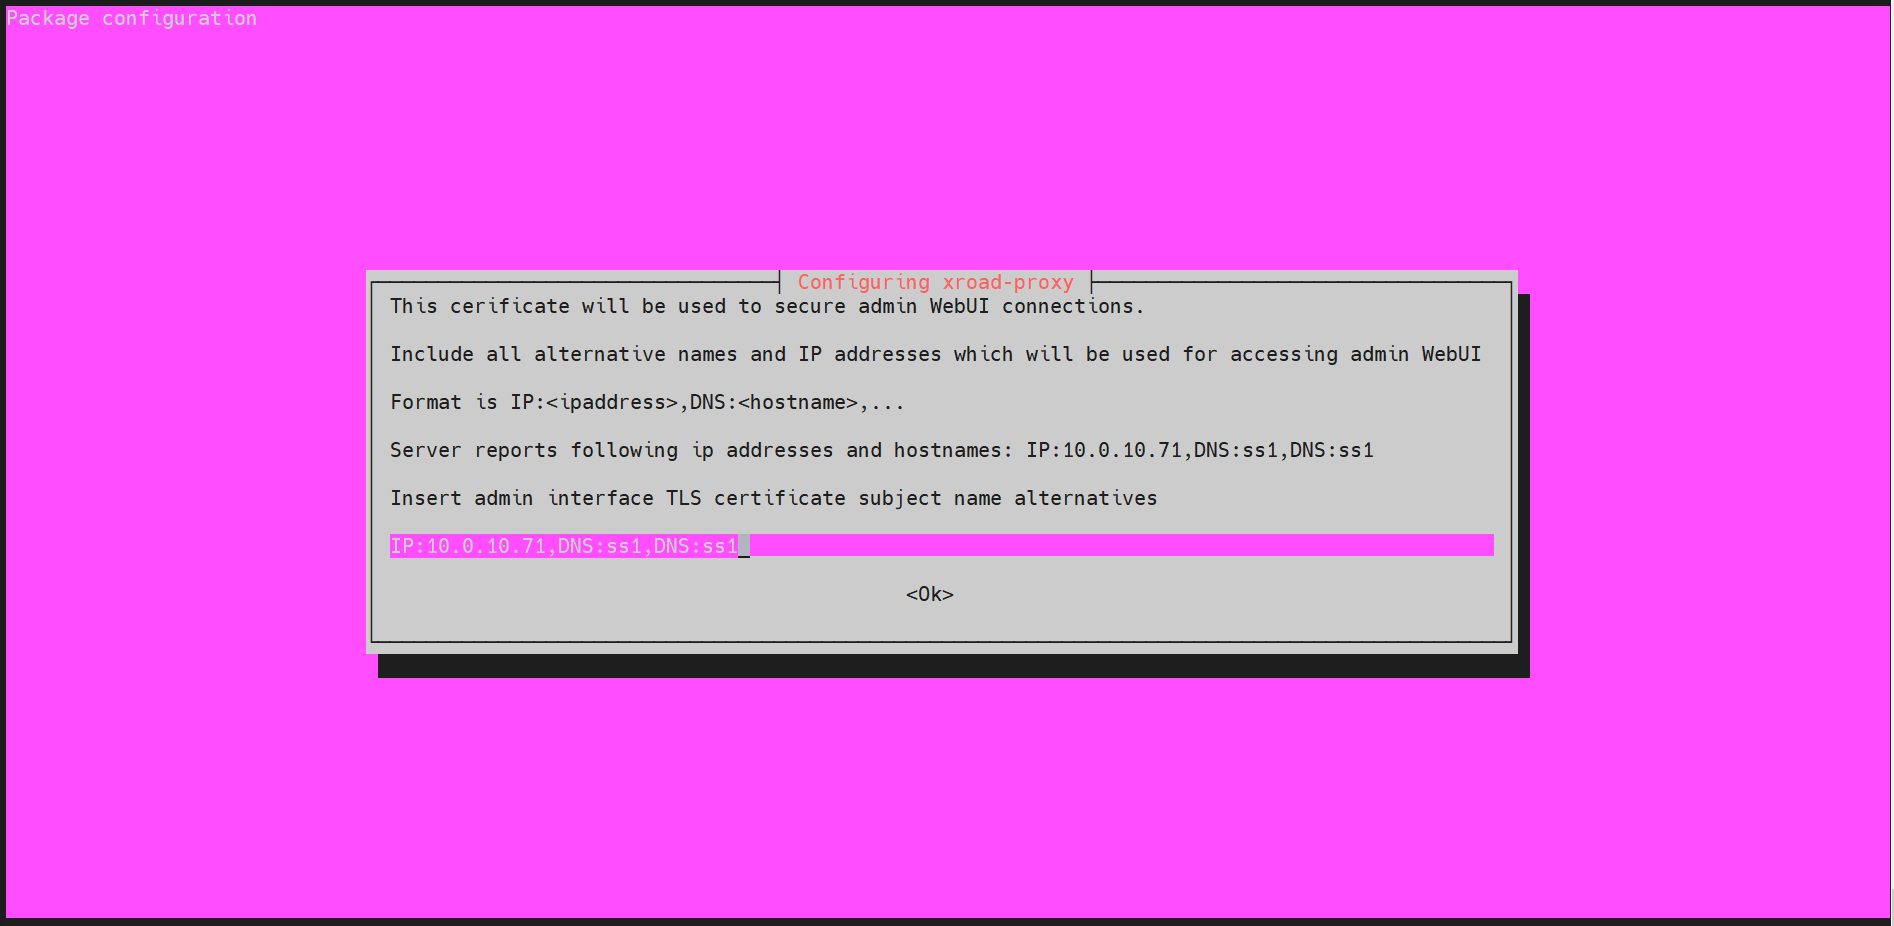 Package configuration
Configuring xroad-proxy
This cerificate will be used to secure admin WebUI connections.
Include all alternative names and IP addresses which will be used for accessing admin WebUI
Format is IP:<ipaddress>,DNS:<hostname>,...
Server reports following ip addresses and hostnames: IP:10.0.10.71,DNS:ss1,DNS:ss1
Insert admin interface TLS certificate subject name alternatives
IP:10.0.10.71,DNS:ss1,DNS:ss1_
<Ok>